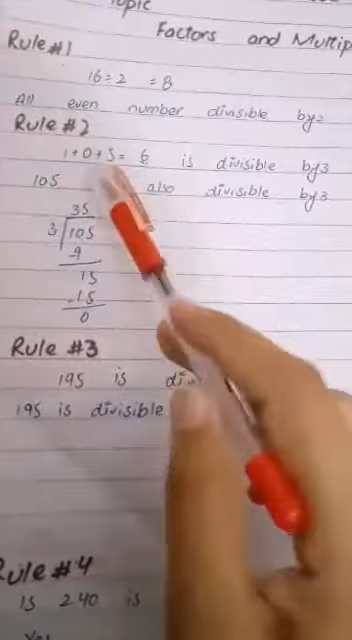 Topic
Factors and Multip
Rule #1
16÷2 = 8
All even number divisible by 2
Rule #2
1+0+5= 6 is divisible by 3
105 also divisible by 3
35
3 105
-9
15
-15
0
Rule #3
195 is
195 is divisible
Rule #4
is 240 is